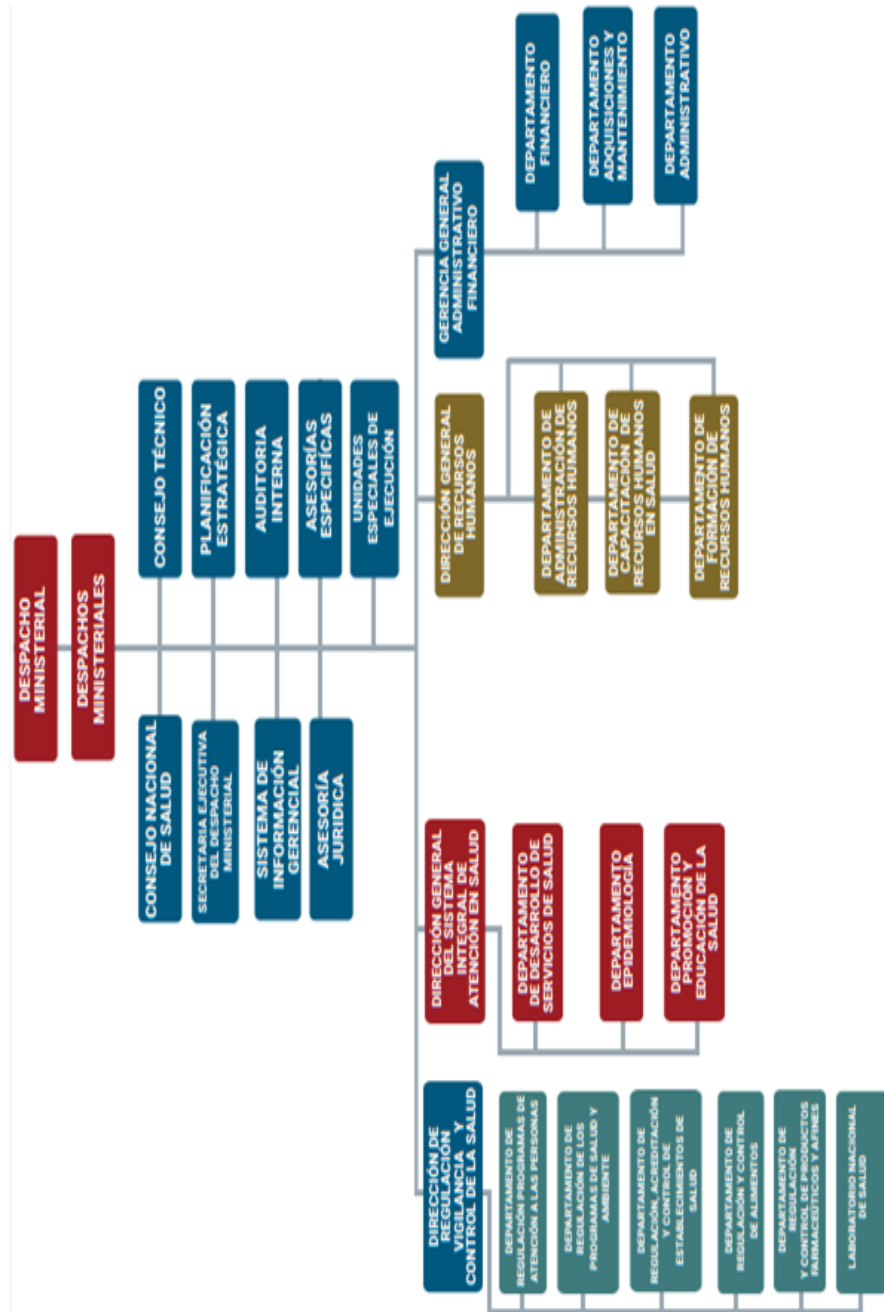 DESPACHO
MINISTERIAL
DESPACHOS
MINISTERIALES
CONSEJO NACIONAL
DE SALUD
CONSEJO TÉCNICO
SECRETARIA EJECUTIVA
DEL DESPACHO
MINISTERIAL
PLANIFICACIÓN
ESTRATÉGICA
SISTEMA DE
INFORMACIÓN
GERENCIAL
AUDITORIA
INTERNA
ASESORÍA
JURIDICA
ASESORÍAS
ESPECIFÍCAS
UNIDADES
ESPECIALES DE
EJECUCIÓN
DIRECCIÓN DE
REGULACIÓN
VIGILANCIA Y
CONTROL DE LA SALUD
DEPARTAMENTO DE
REGULACIÓN PROGRAMAS DE
ATENCIÓN A LAS PERSONAS
DEPARTAMENTO DE
REGULACIÓN DE LOS
PROGRAMAS DE SALUD Y
AMBIENTE
DEPARTAMENTO DE
REGULACIÓN, ACREDITACIÓN
Y CONTROL DE
ESTABLECIMIENTOS DE
SALUD
DEPARTAMENTO DE
REGULACIÓN Y CONTROL
DE ALIMENTOS
DEPARTAMENTO DE
REGULACIÓN
Y CONTROL DE PRODUCTOS
FARMACEÚTICOS Y AFINES
LABORATORIO NACIONAL
DE SALUD
DIRECCIÓN GENERAL
DEL SISTEMA
INTEGRAL DE
ATENCIÓN EN SALUD
DEPARTAMENTO
DE DESARROLLO DE
SERVICIOS DE SALUD
DEPARTAMENTO
EPIDEMIOLOGÍA
DEPARTAMENTO
PROMOCIÓN Y
EDUCACIÓN DE LA
SALUD
DIRECCIÓN GENERAL
DE RECURSOS
HUMANOS
DEPARTAMENTO DE
ADMINISTRACIÓN DE
RECURSOS HUMANOS
DEPARTAMENTO DE
CAPACITACIÓN DE
RECURSOS HUMANOS
EN SALUD
DEPARTAMENTO DE
FORMACIÓN DE
RECURSOS HUMANOS
GERENCIA GENERAL
ADMINISTRATIVO
FINANCIERO
DEPARTAMENTO
FINANCIERO
DEPARTAMENTO
ADQUISICIONES Y
MANTENIMIENTO
DEPARTAMENTO
ADMINISTRATIVO